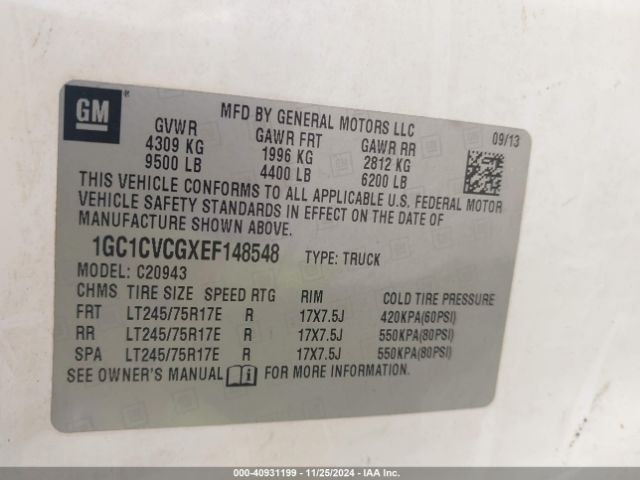 GM ®
MFD BY GENERAL MOTORS LLC
09/13
GVWR GAWR FRT GAWR RR
4309 KG 1996 KG 2812 KG
9500 LB 4400 LB 6200 LB
THIS VEHICLE CONFORMS TO ALL APPLICABLE U.S. FEDERAL MOTOR
VEHICLE SAFETY STANDARDS IN EFFECT ON THE DATE OF
MANUFACTURE SHOWN ABOVE.
1GC1CVCGXEF148548 TYPE: TRUCK
MODEL: C20943
CHMS TIRE SIZE SPEED RTG RIM COLD TIRE PRESSURE
FRT LT245/75R17E R 17X7.5J 420KPA(60PSI)
RR LT245/75R17E R 17X7.5J 550KPA(80PSI)
SPA LT245/75R17E R 17X7.5J 550KPA(80PSI)
SEE OWNER'S MANUAL FOR MORE INFORMATION.
000-40931199 - 11/25/2024 - IAA Inc.